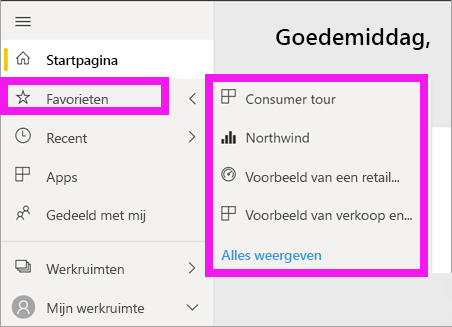 Goedemiddag,
Startpagina
Favorieten
Recent
Apps
Gedeeld met mij
Werkruimten
Mijn werkruimte
Consumer tour
Northwind
Voorbeeld van een retail...
Voorbeeld van verkoop en...
Alles weergeven